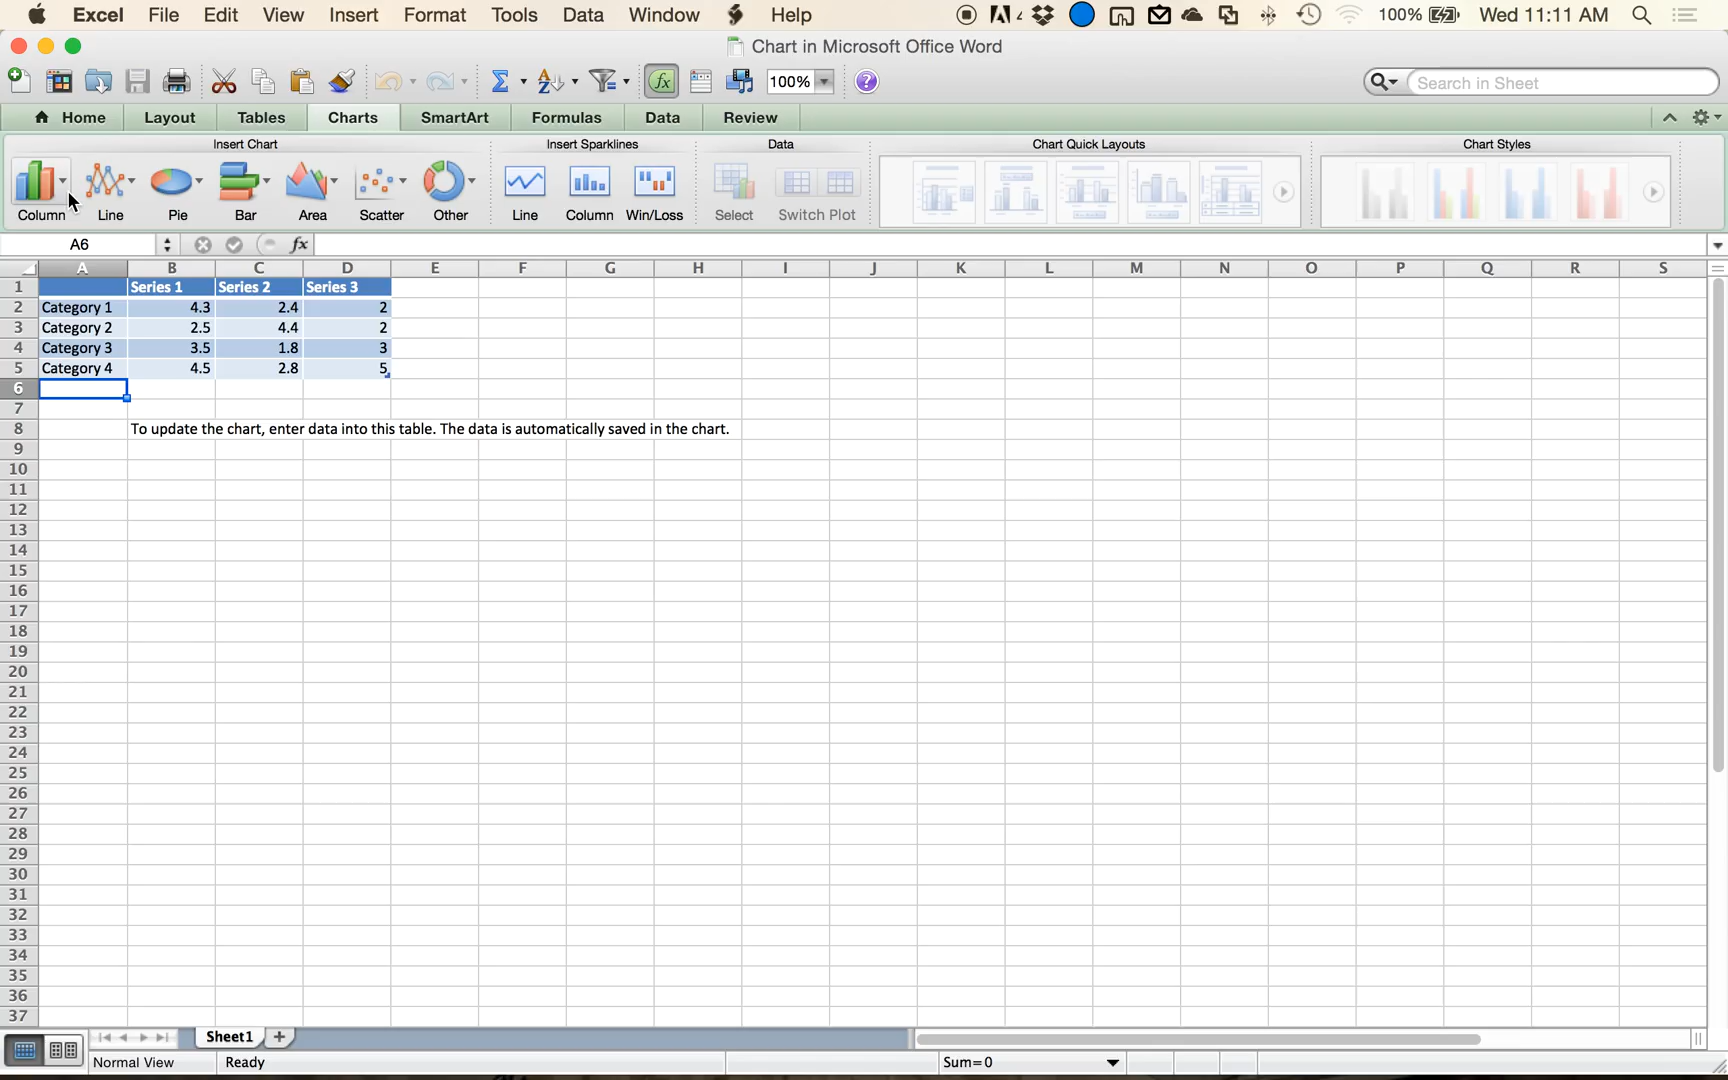 Excel File Edit View Insert Format Tools Data Window Help 4 100% Wed 11:11 AM
Chart in Microsoft Office Word
100% Search in Sheet
Home Layout Tables Charts SmartArt Formulas Data Review
Insert Chart Insert Sparklines Data Chart Quick Layouts Chart Styles
Column Line Pie Bar Area Scatter Other Line Column Win/Loss Select Switch Plot
A6 fx
A B C D E F G H I J K L M N O P Q R S
1 Series 1 Series 2 Series 3
2 Category 1 4.3 2.4 2
3 Category 2 2.5 4.4 2
4 Category 3 3.5 1.8 3
5 Category 4 4.5 2.8 5
6
7
8 To update the chart, enter data into this table. The data is automatically saved in the chart.
9
10
11
12
13
14
15
16
17
18
19
20
21
22
23
24
25
26
27
28
29
30
31
32
33
34
35
36
37
Sheet1
Normal View Ready Sum=0